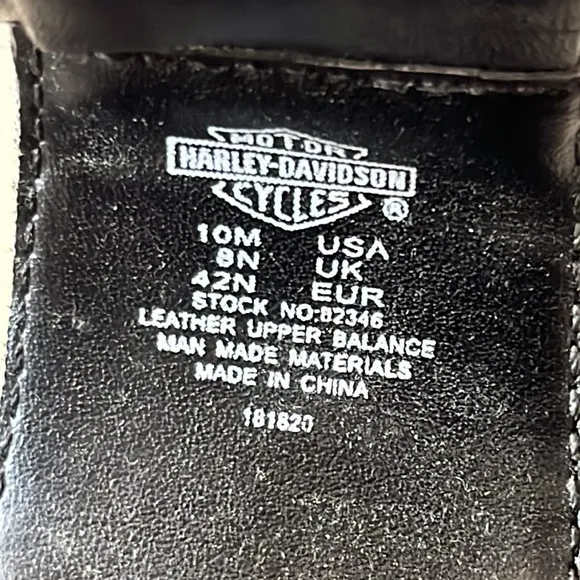 MOTOR
HARLEY-DAVIDSON
CYCLES ®
10M USA
8N UK
42N EUR
STOCK NO:82346
LEATHER UPPER BALANCE
MAN MADE MATERIALS
MADE IN CHINA
181820